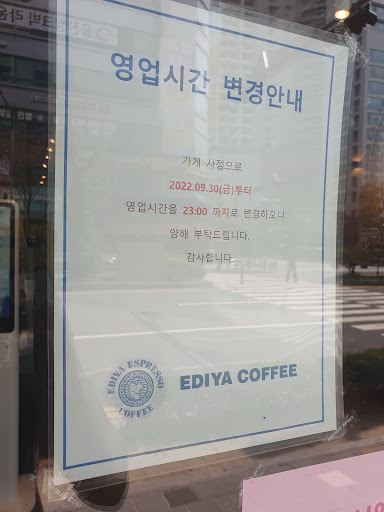 영업시간 변경안내
가게 사정으로
2022.09.30(금)부터
영업시간을 23:00 까지로 변경하오니
양해 부탁드립니다.
감사합니다.
EDIYA ESPRESSO
COFFEE
EDIYA COFFEE